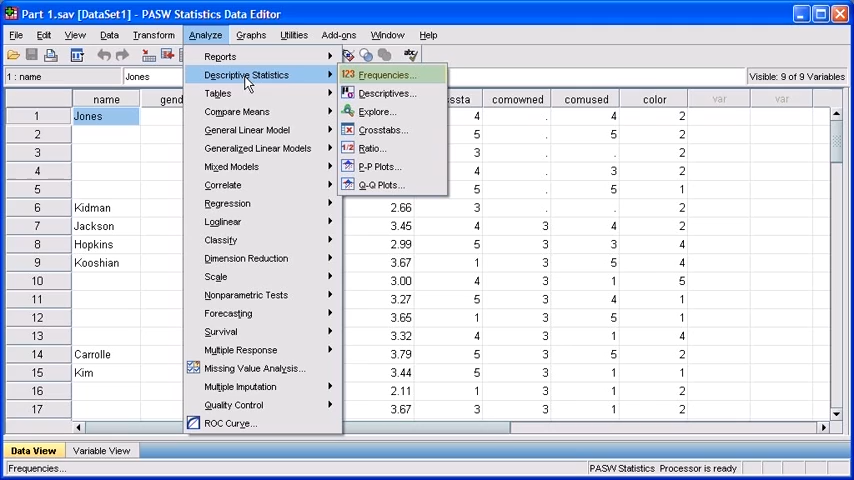 Part 1.sav [DataSet1] - PASW Statistics Data Editor
File Edit View Data Transform Analyze Graphs Utilities Add-ons Window Help
1 : name Jones Visible: 9 of 9 Variables
Reports
Descriptive Statistics
Tables
Compare Means
General Linear Model
Generalized Linear Models
Mixed Models
Correlate
Regression
Loglinear
Classify
Dimension Reduction
Scale
Nonparametric Tests
Forecasting
Survival
Multiple Response
Missing Value Analysis...
Multiple Imputation
Quality Control
ROC Curve...
123 Frequencies...
Descriptives...
Explore...
Crosstabs...
1/2 Ratio...
P-P Plots...
Q-Q Plots...
name gend ssta comowned comused color var var
1 Jones 4 . 4 2
2 5 . 5 2
3 3 . . 2
4 4 . 3 2
5 5 . 5 1
6 Kidman 2.66 3 . . 2
7 Jackson 3.45 4 3 4 2
8 Hopkins 2.99 5 3 3 4
9 Kooshian 3.67 1 3 5 4
10 3.00 4 3 1 5
11 3.27 5 3 4 1
12 3.65 1 3 5 1
13 3.32 4 3 1 4
14 Carrolle 3.79 5 3 5 2
15 Kim 3.44 5 3 1 1
16 2.11 1 3 1 2
17 3.67 3 3 1 2
Data View Variable View
Frequencies... PASW Statistics Processor is ready